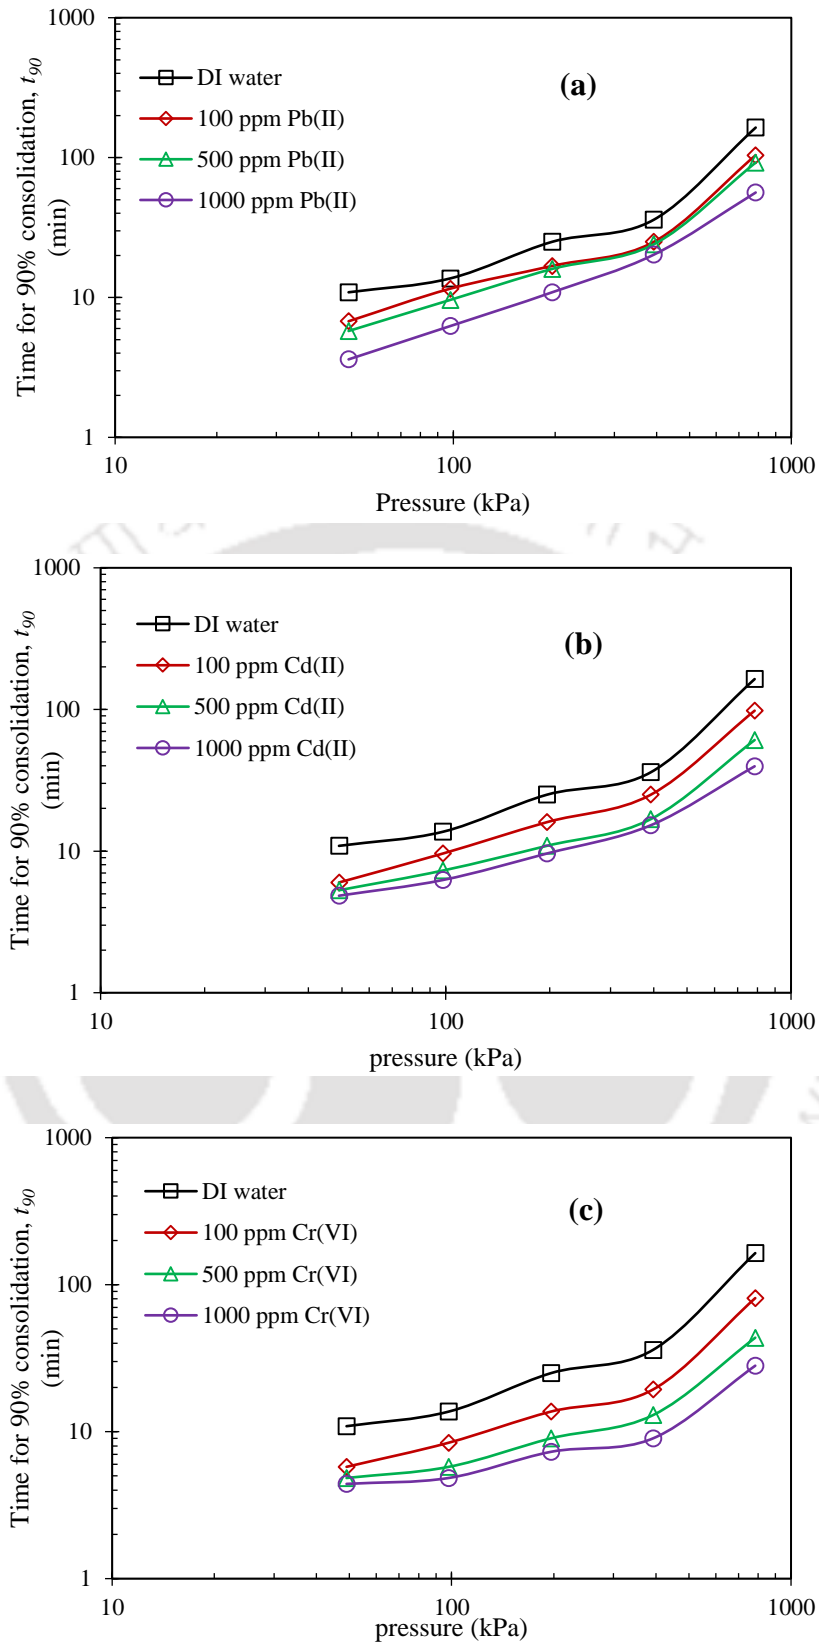 1000
100
10
1
Time for 90% consolidation, t90
(min)
DI water
100 ppm Pb(II)
500 ppm Pb(II)
1000 ppm Pb(II)
(a)
10
100
1000
Pressure (kPa)
1000
100
10
1
Time for 90% consolidation, t90
(min)
DI water
100 ppm Cd(II)
500 ppm Cd(II)
1000 ppm Cd(II)
(b)
10
100
1000
pressure (kPa)
1000
100
10
1
Time for 90% consolidation, t90
(min)
DI water
100 ppm Cr(VI)
500 ppm Cr(VI)
1000 ppm Cr(VI)
(c)
10
100
1000
pressure (kPa)